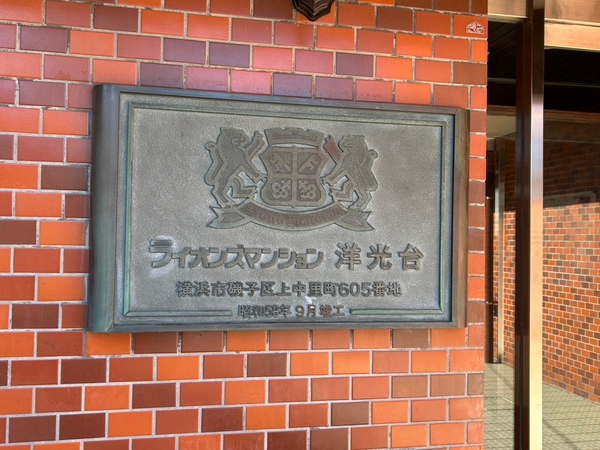 ライオンズマンション 洋光台
横浜市磯子区上中里町605番地
昭和58年 9月 竣工